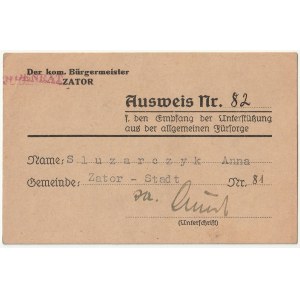 Der kom. Bürgermeister
ZATOR
Ausweis Nr. 82
f. den Empfang der Unterstützung
aus der allgemeinen Fürsorge
Name: Sluzarczyk Anna
Gemeinde: Zator - Stadt Nr. 81
(Unterschrift)